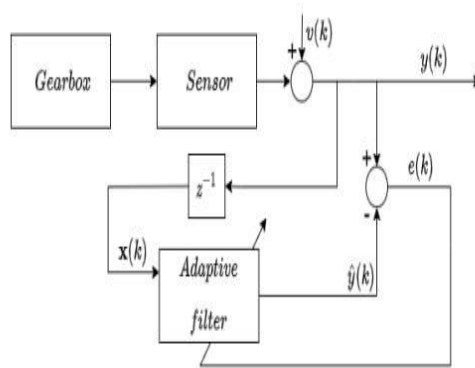 v(k)
+
y(k)
Gearbox
Sensor
+
e(k)
-
z⁻¹
x(k)
Adaptive
filter
ŷ(k)